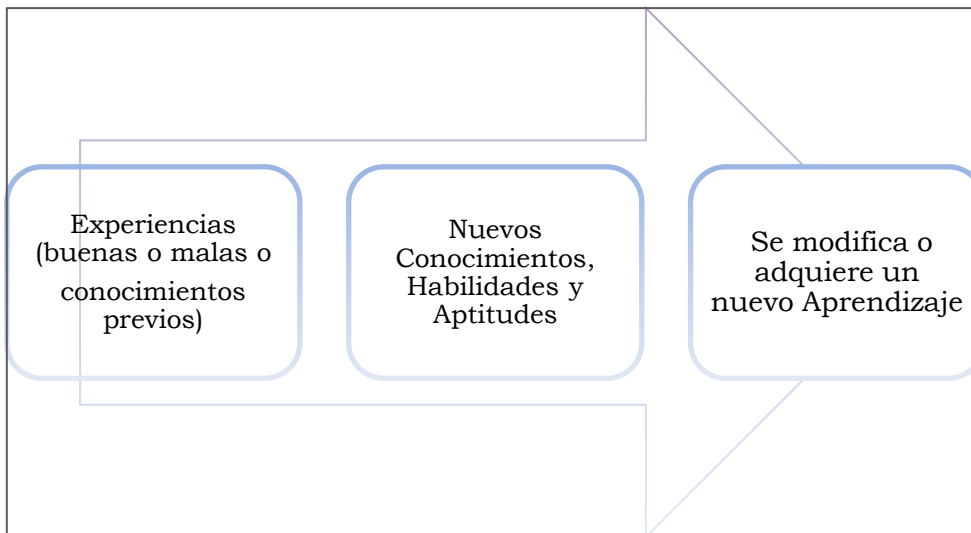 Experiencias
(buenas o malas o
conocimientos
previos)
Nuevos
Conocimientos,
Habilidades y
Aptitudes
Se modifica o
adquiere un
nuevo Aprendizaje